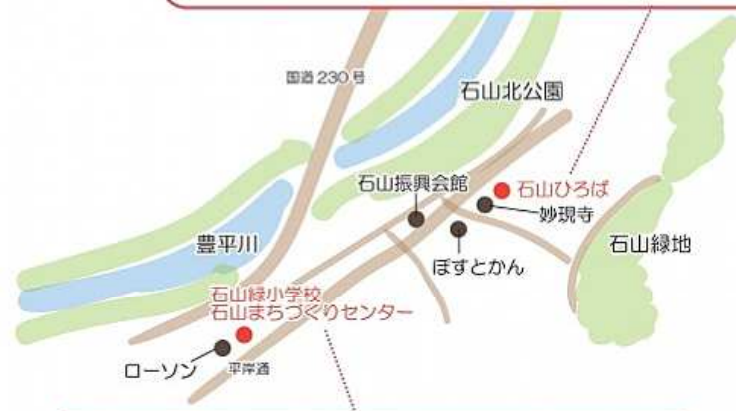 国道230号
石山北公園
石山振興会館
石山ひろば
妙現寺
豊平川
石山緑地
ぽすとかん
石山緑小学校
石山まちづくりセンター
ローソン
平岸通